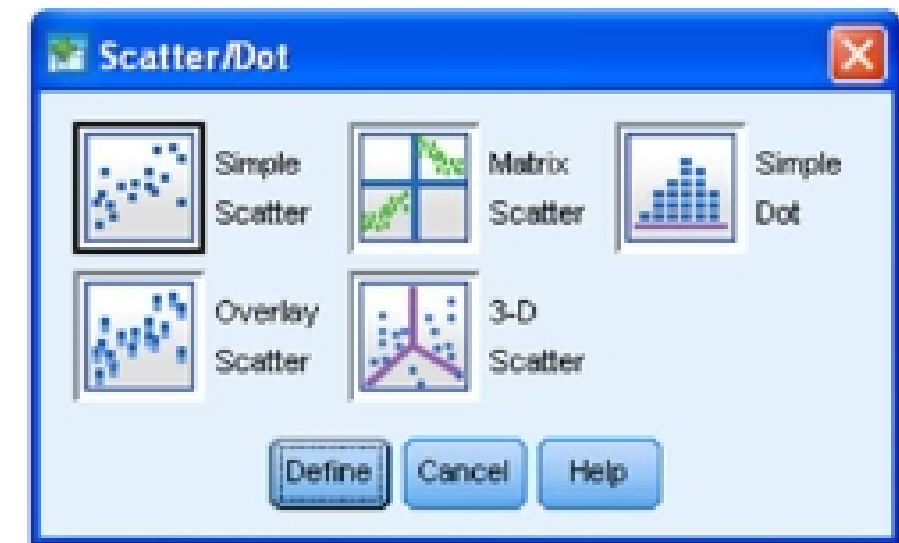 Scatter/Dot
Simple
Scatter
Matrix
Scatter
Simple
Dot
Overlay
Scatter
3-D
Scatter
Define
Cancel
Help